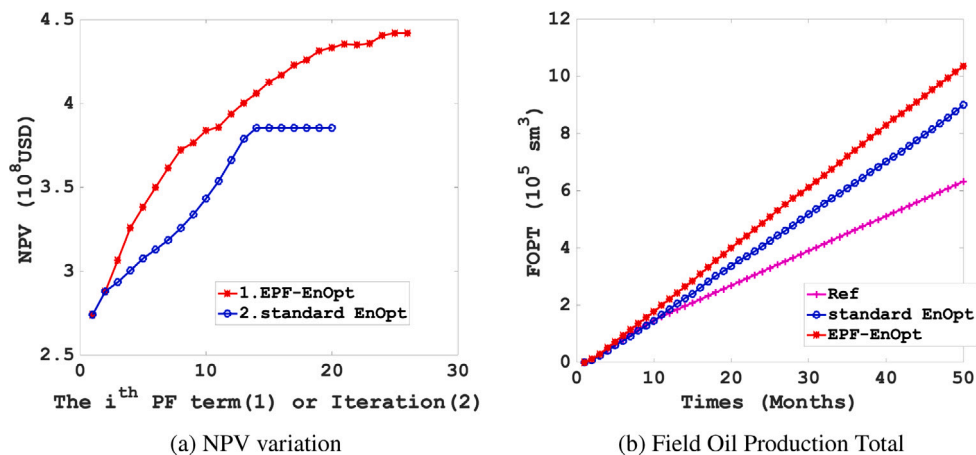 4.5
4
3.5
3
2.5
NPV (10^8USD)
1.EPF-EnOpt
2.standard EnOpt
0 10 20 30
The i^th PF term(1) or Iteration(2)
(a) NPV variation
12
10
8
6
4
2
0
FOPT (10^5 sm^3)
Ref
standard EnOpt
EPF-EnOpt
0 10 20 30 40 50
Times (Months)
(b) Field Oil Production Total